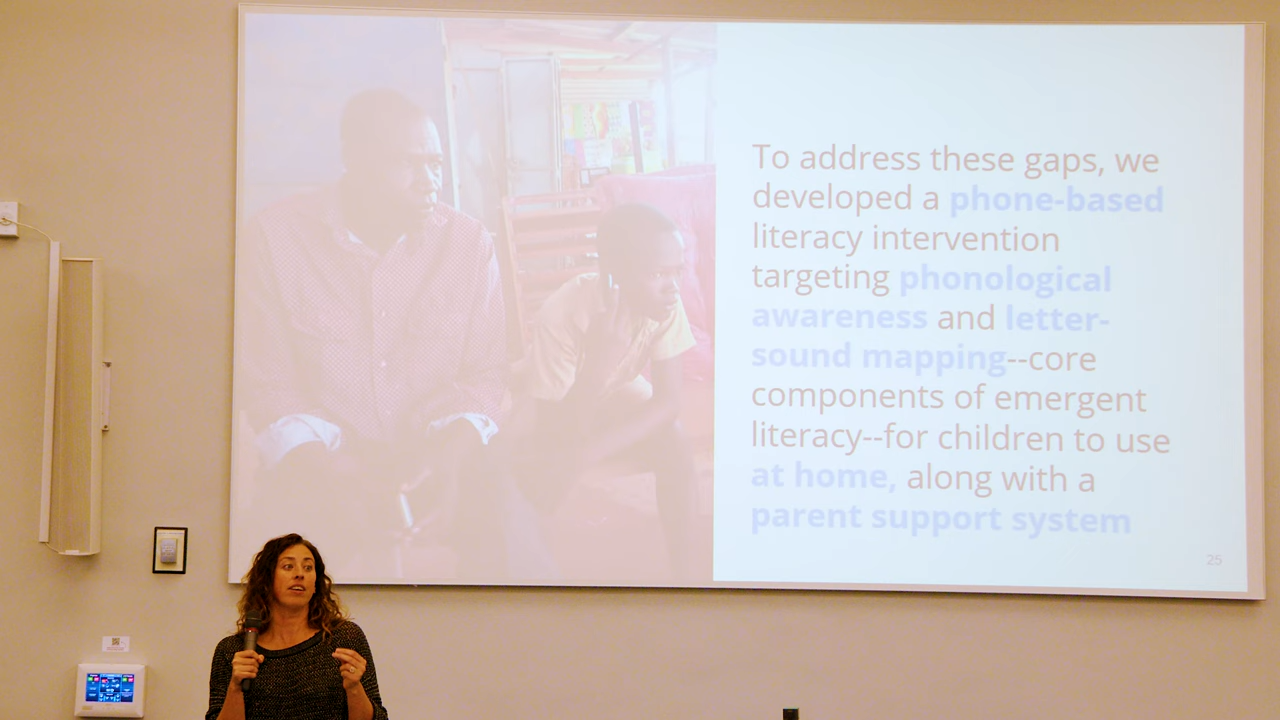 To address these gaps, we
developed a phone-based
literacy intervention
targeting phonological
awareness and letter-
sound mapping--core
components of emergent
literacy--for children to use
at home, along with a
parent support system
25